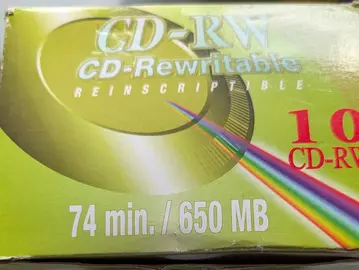 CD-RW
CD-Rewritable
REINSCRIPTIBLE
10
CD-RW
74 min. / 650 MB